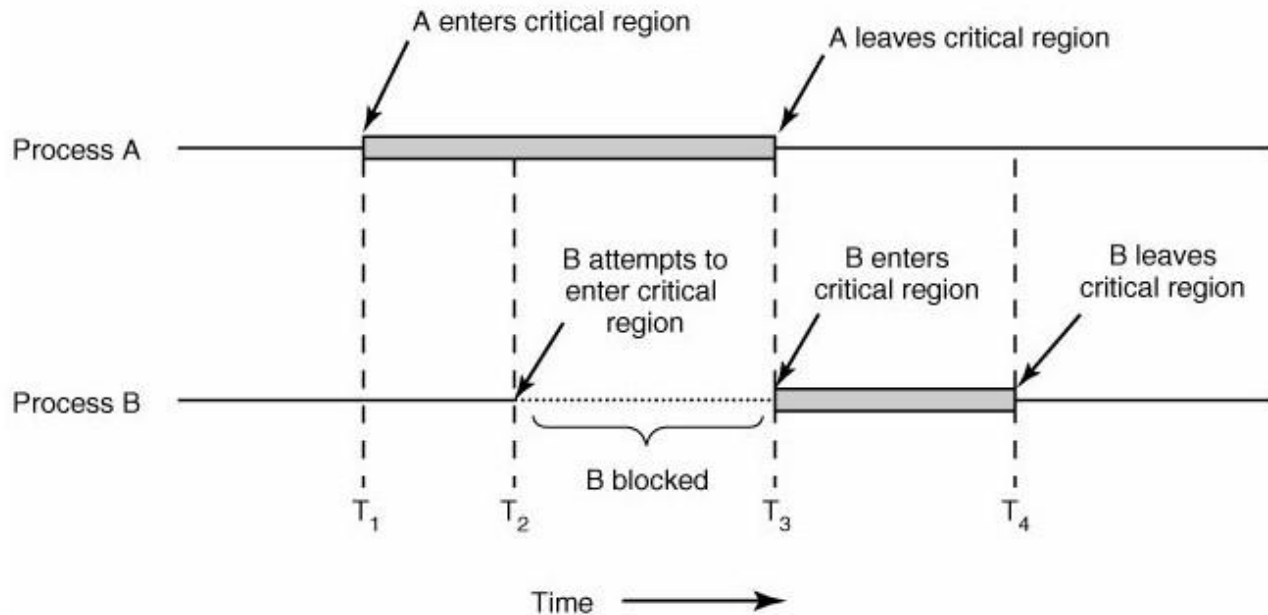 A enters critical region
A leaves critical region
Process A
B attempts to
enter critical
region
B enters
critical region
B leaves
critical region
Process B
B blocked
T1
T2
T3
T4
Time